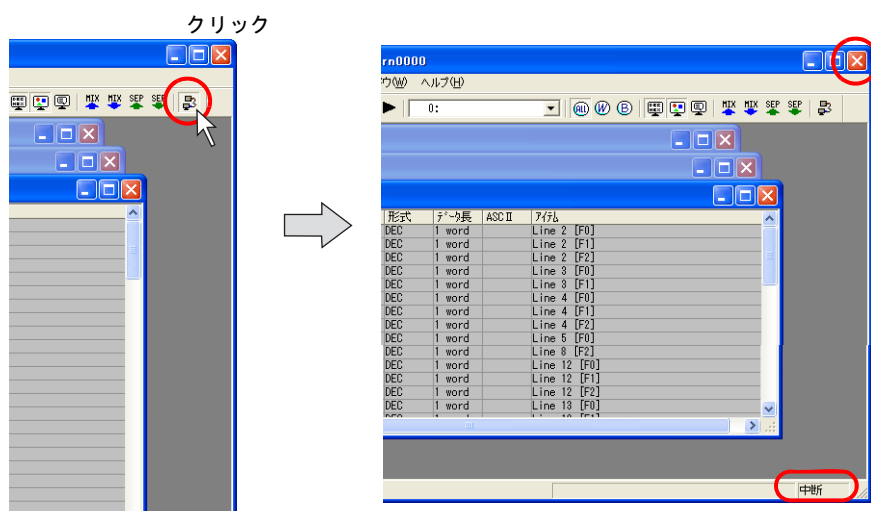 クリック
MIX MIX SEP SEP
rn0000
ウ(W) ヘルプ(H)
0:
All W B
MIX MIX SEP SEP
形式 データ長 ASCⅡ アイテム
DEC 1 word Line 2 [F0]
DEC 1 word Line 2 [F1]
DEC 1 word Line 2 [F2]
DEC 1 word Line 3 [F0]
DEC 1 word Line 3 [F1]
DEC 1 word Line 4 [F0]
DEC 1 word Line 4 [F1]
DEC 1 word Line 4 [F2]
DEC 1 word Line 5 [F0]
DEC 1 word Line 8 [F2]
DEC 1 word Line 12 [F0]
DEC 1 word Line 12 [F1]
DEC 1 word Line 12 [F2]
DEC 1 word Line 13 [F0]
中断